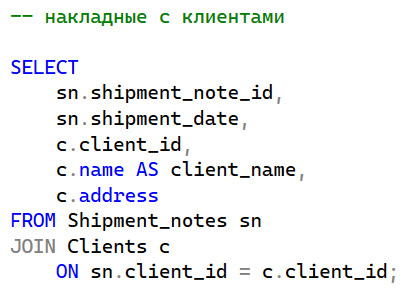 -- накладные с клиентами

SELECT
    sn.shipment_note_id,
    sn.shipment_date,
    c.client_id,
    c.name AS client_name,
    c.address
FROM Shipment_notes sn
JOIN Clients c
    ON sn.client_id = c.client_id;